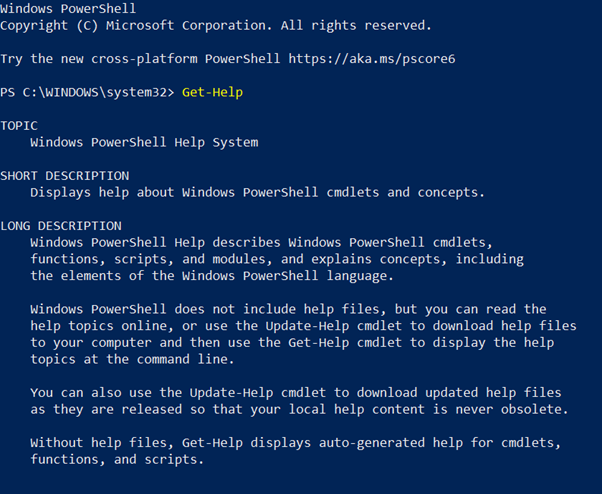 Windows PowerShell
Copyright (C) Microsoft Corporation. All rights reserved.
Try the new cross-platform PowerShell https://aka.ms/pscore6
PS C:\WINDOWS\system32> Get-Help
TOPIC
Windows PowerShell Help System
SHORT DESCRIPTION
Displays help about Windows PowerShell cmdlets and concepts.
LONG DESCRIPTION
Windows PowerShell Help describes Windows PowerShell cmdlets,
functions, scripts, and modules, and explains concepts, including
the elements of the Windows PowerShell language.
Windows PowerShell does not include help files, but you can read the
help topics online, or use the Update-Help cmdlet to download help files
to your computer and then use the Get-Help cmdlet to display the help
topics at the command line.
You can also use the Update-Help cmdlet to download updated help files
as they are released so that your local help content is never obsolete.
Without help files, Get-Help displays auto-generated help for cmdlets,
functions, and scripts.